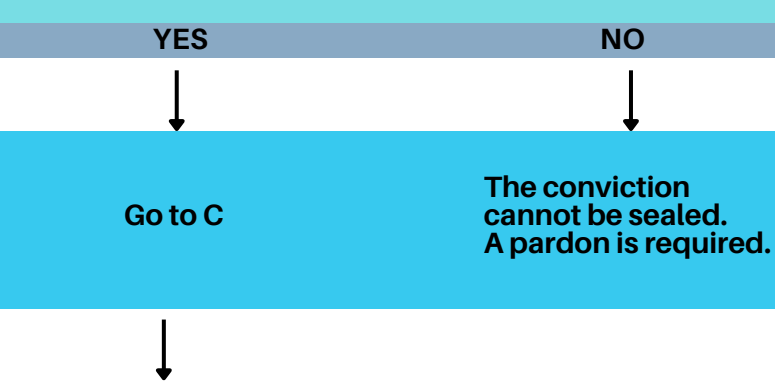 YES
NO
Go to C
The conviction
cannot be sealed.
A pardon is required.